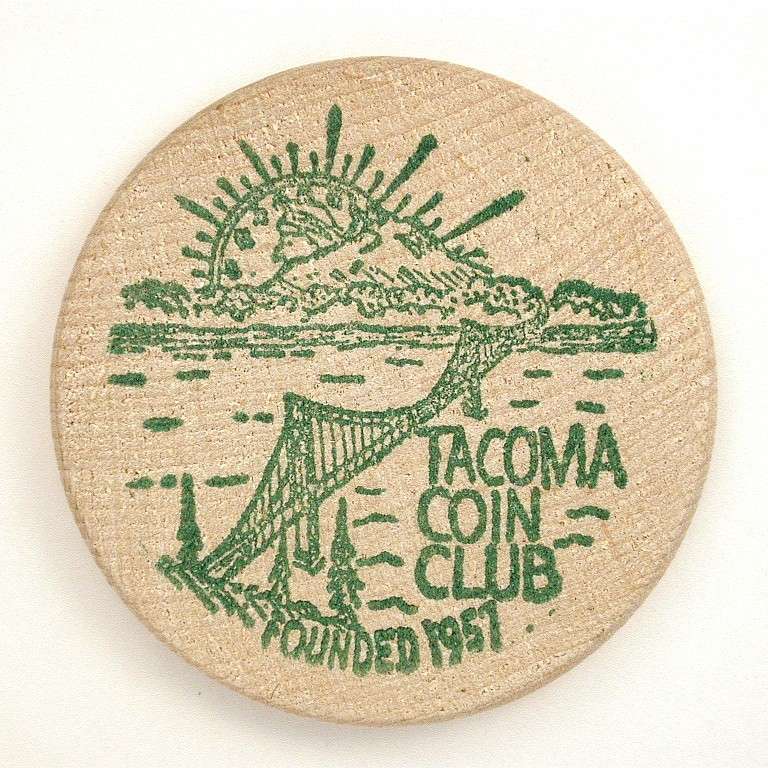 TACOMA
COIN
CLUB
FOUNDED 1957